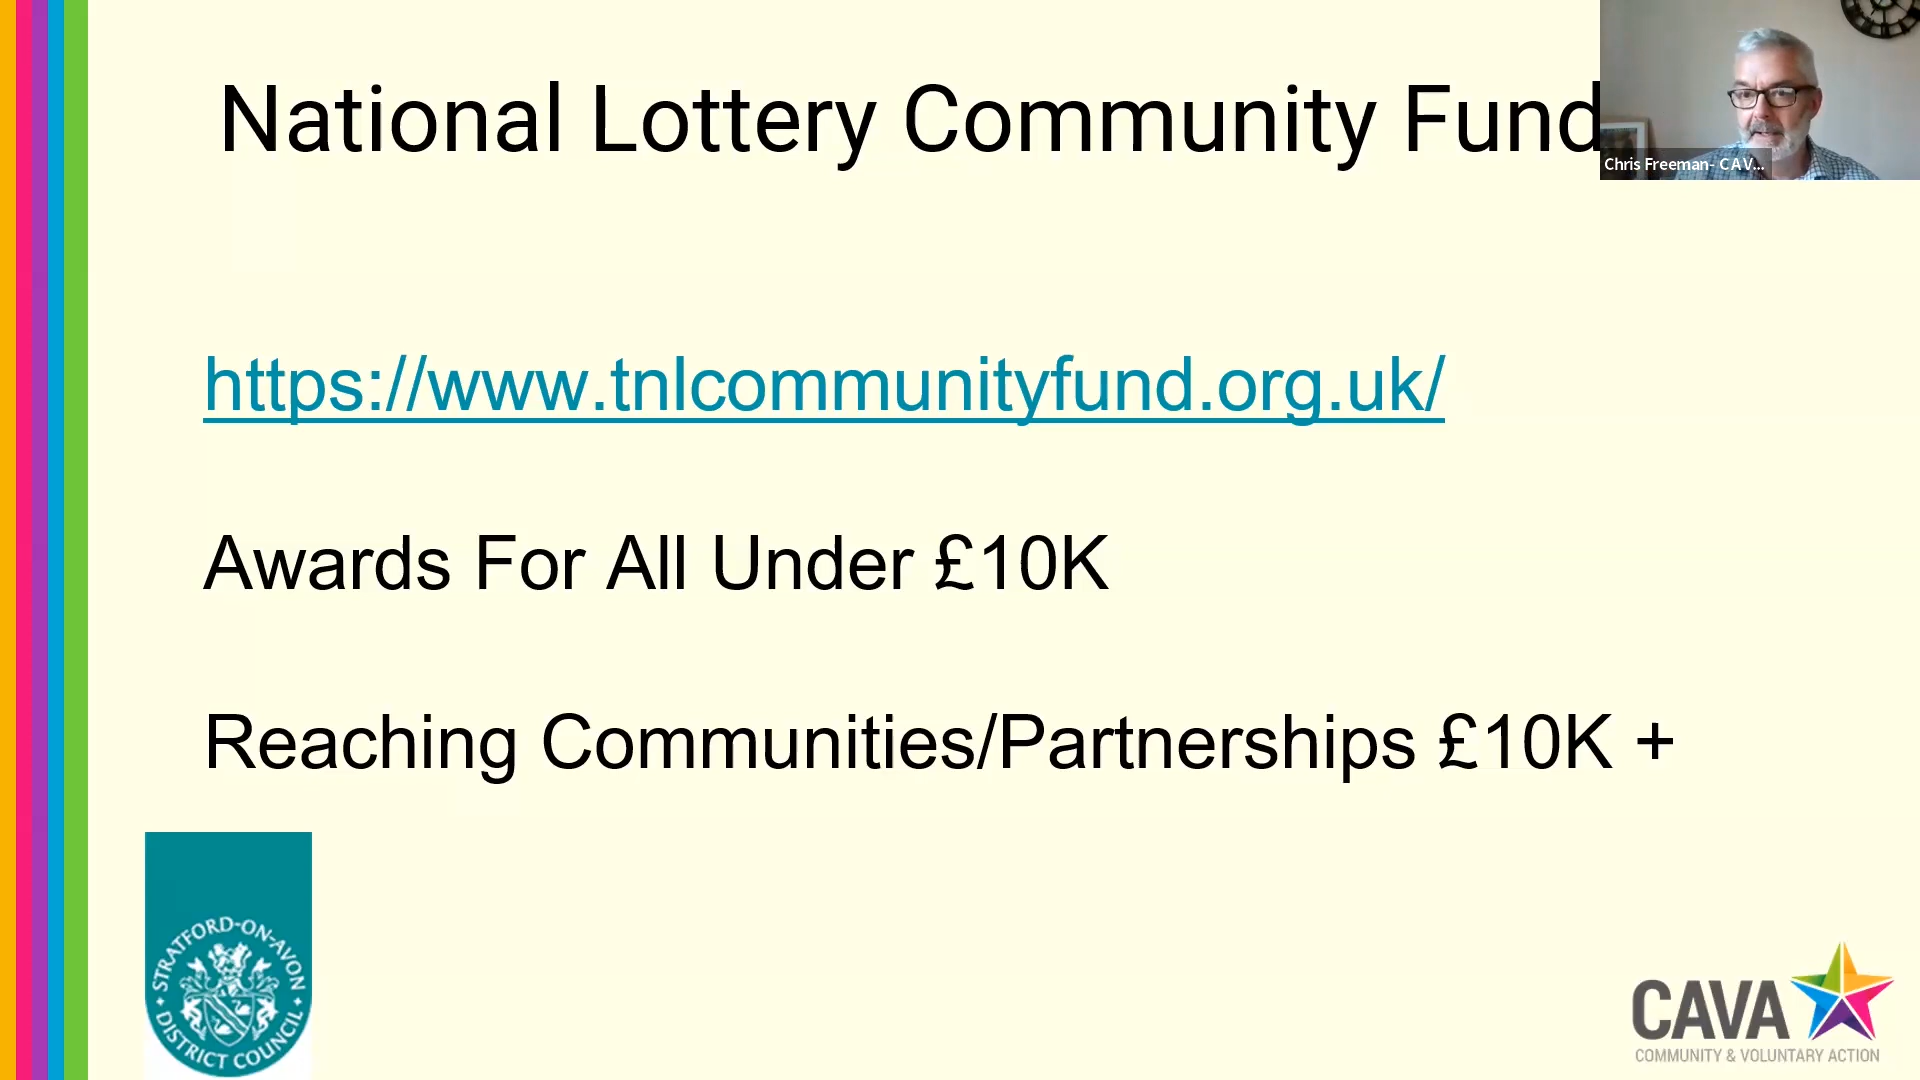 National Lottery Community Fund
Chris Freeman- CAV...
https://www.tnlcommunityfund.org.uk/
Awards For All Under £10K
Reaching Communities/Partnerships £10K +
STRATFORD-ON-AVON
DISTRICT COUNCIL
CAVA
COMMUNITY & VOLUNTARY ACTION